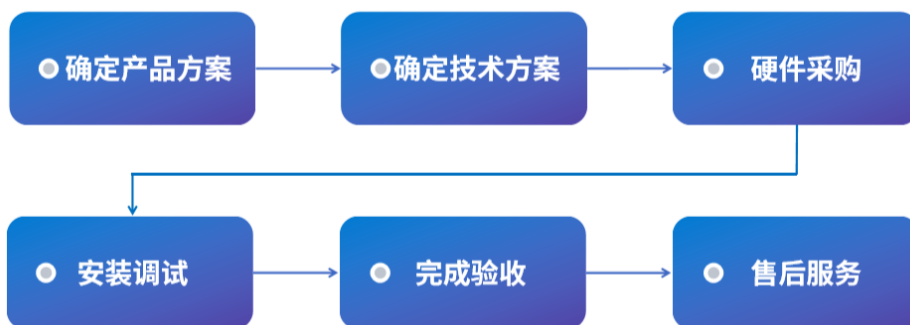 确定产品方案
确定技术方案
硬件采购
安装调试
完成验收
售后服务